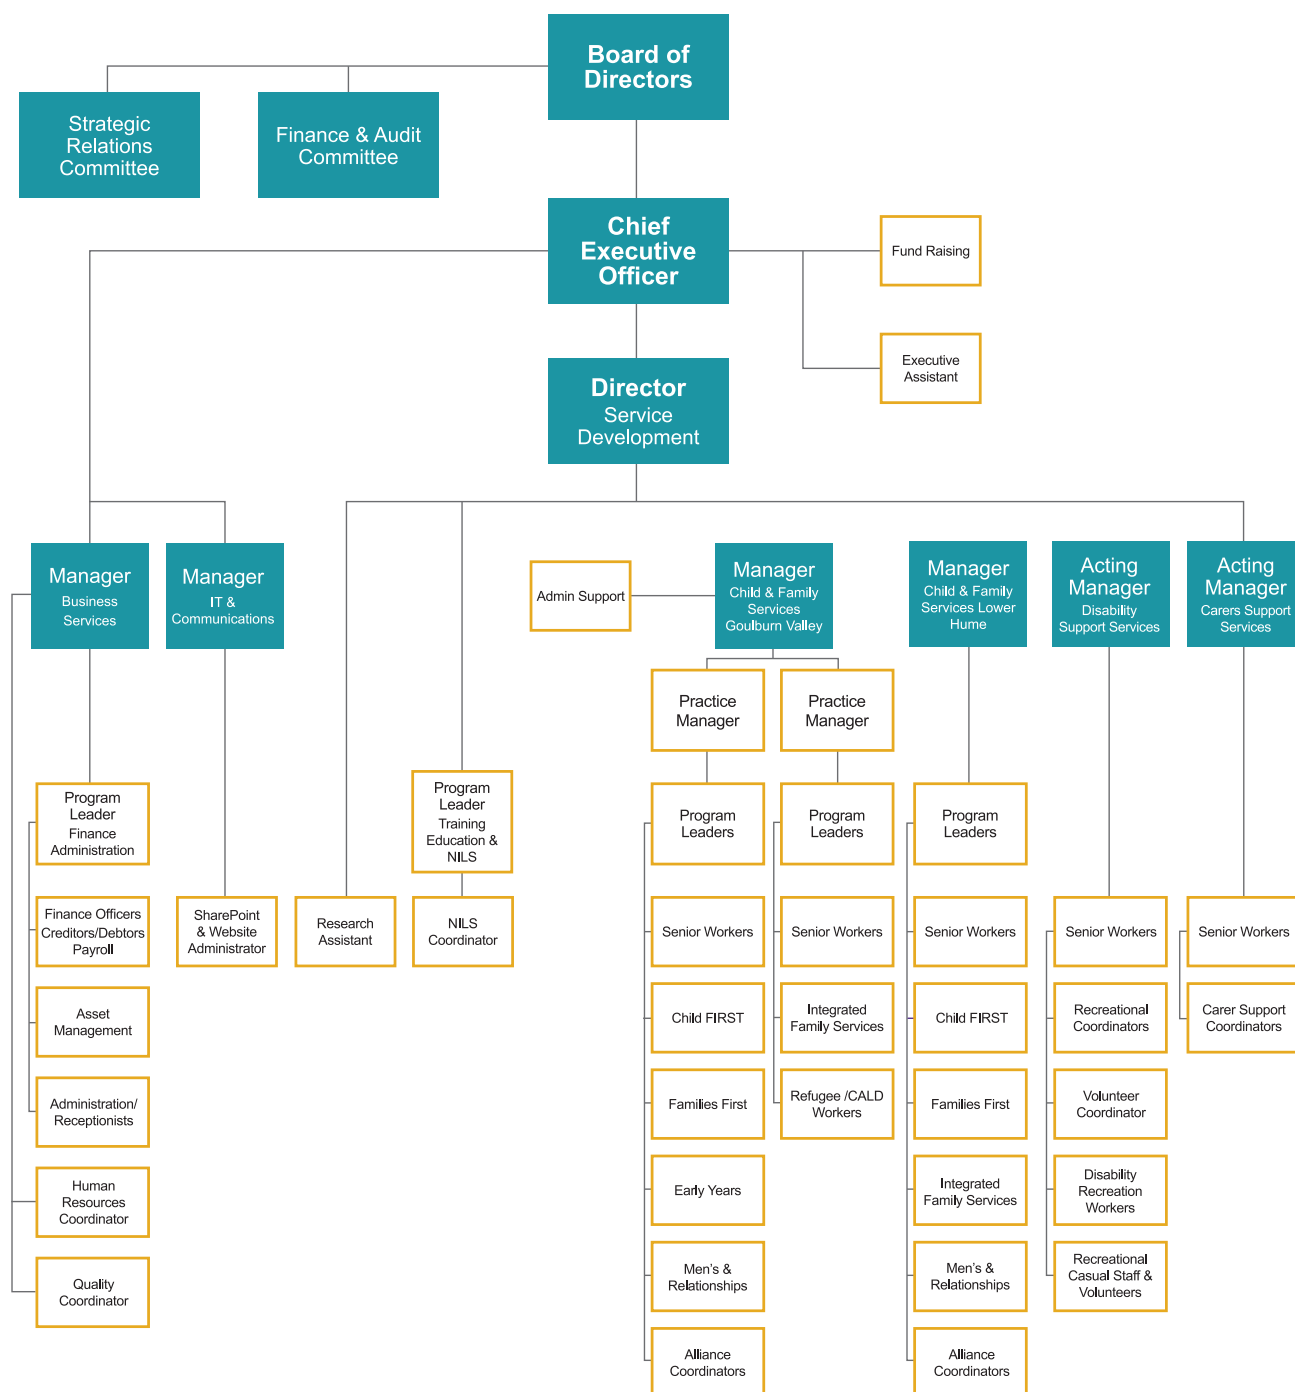 Board of
Directors
Strategic
Relations
Committee
Finance & Audit
Committee
Chief
Executive
Officer
Fund Raising
Executive
Assistant
Director
Service
Development
Manager
Business
Services
Manager
IT &
Communications
Admin Support
Manager
Child & Family
Services
Goulburn Valley
Manager
Child & Family
Services Lower
Hume
Acting
Manager
Disability
Support Services
Acting
Manager
Carers Support
Services
Practice
Manager
Practice
Manager
Program
Leader
Finance
Administration
Program
Leader
Training
Education &
NILS
Program
Leaders
Program
Leaders
Program
Leaders
Finance Officers
Creditors/Debtors
Payroll
SharePoint
& Website
Administrator
Research
Assistant
NILS
Coordinator
Senior Workers
Senior Workers
Senior Workers
Senior Workers
Senior Workers
Asset
Management
Child FIRST
Integrated
Family Services
Child FIRST
Recreational
Coordinators
Carer Support
Coordinators
Administration/
Receptionists
Families First
Refugee /CALD
Workers
Families First
Volunteer
Coordinator
Human
Resources
Coordinator
Early Years
Integrated
Family Services
Disability
Recreation
Workers
Quality
Coordinator
Men's &
Relationships
Men's &
Relationships
Recreational
Casual Staff &
Volunteers
Alliance
Coordinators
Alliance
Coordinators